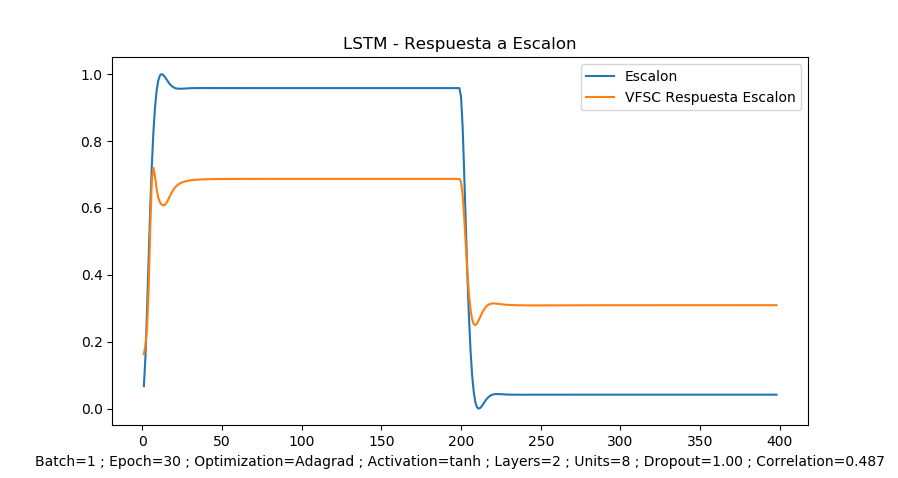 LSTM - Respuesta a Escalon
Escalon
VFSC Respuesta Escalon
1.0
0.8
0.6
0.4
0.2
0.0
0 50 100 150 200 250 300 350 400
Batch=1 ; Epoch=30 ; Optimization=Adagrad ; Activation=tanh ; Layers=2 ; Units=8 ; Dropout=1.00 ; Correlation=0.487